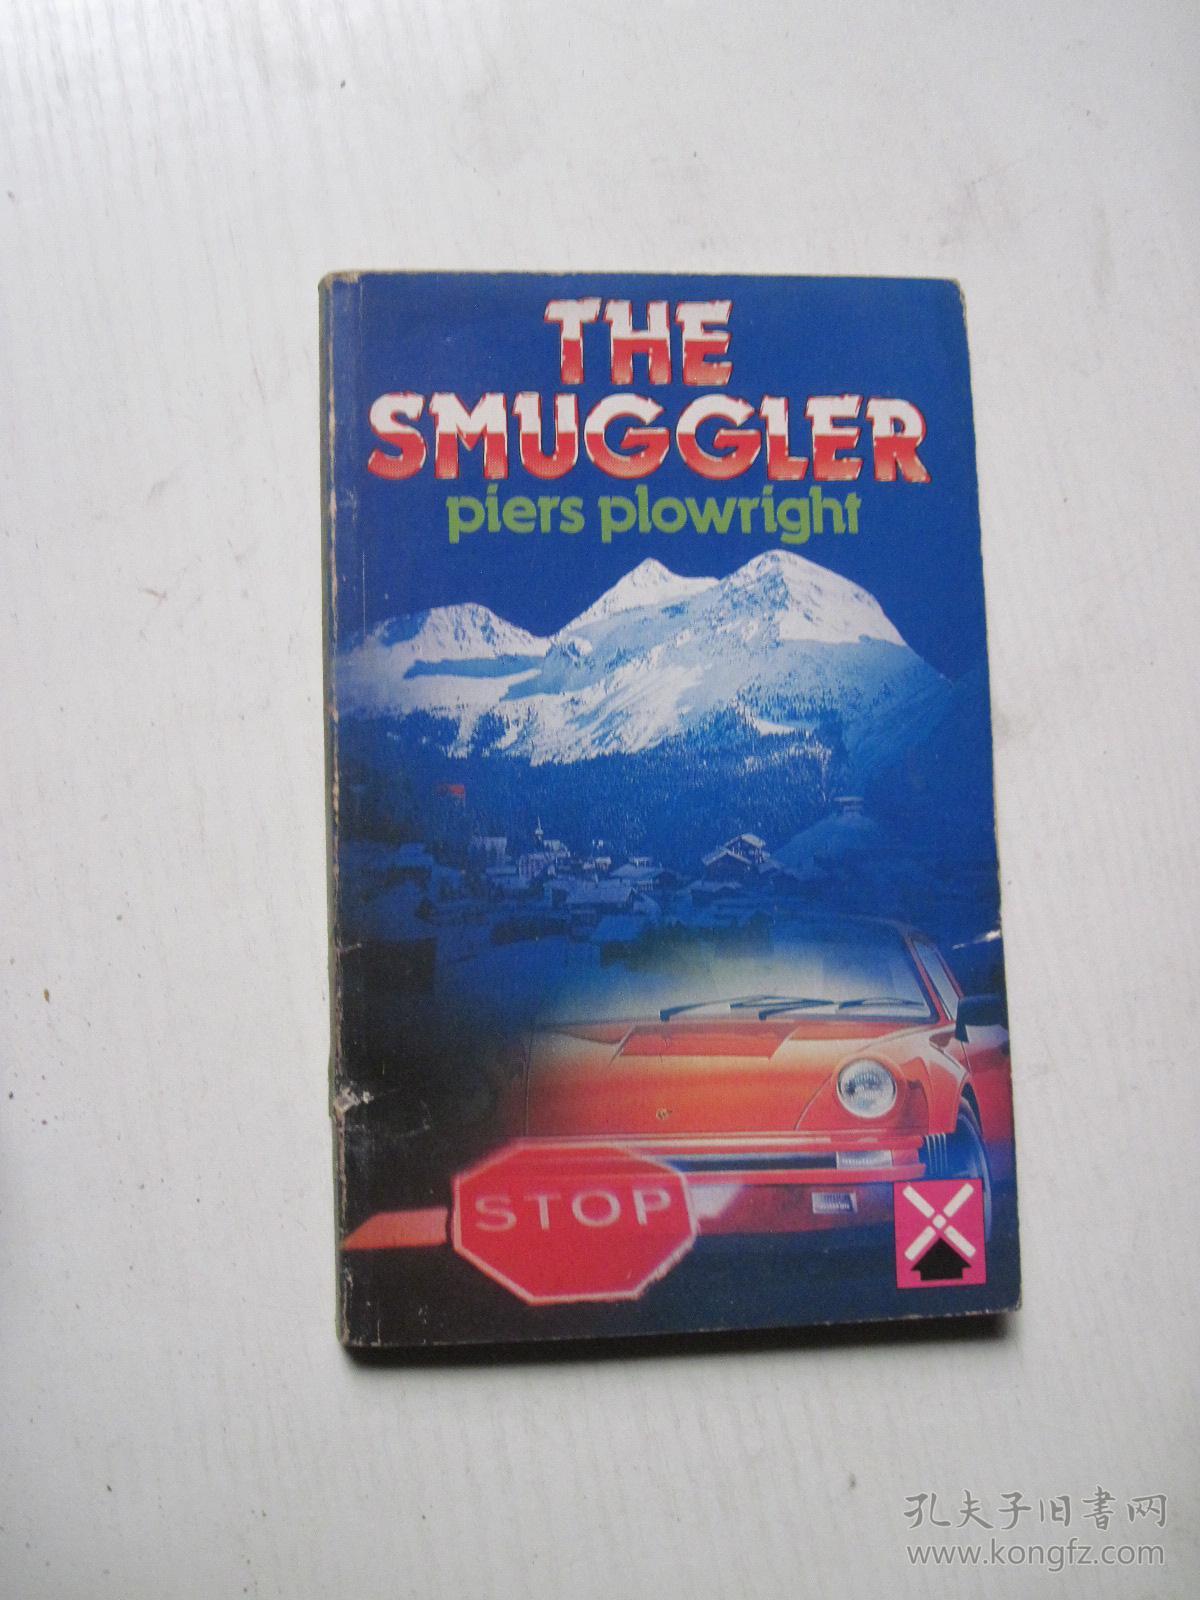 THE
SMUGGLER
piers plowright
STOP
孔夫子旧书网
www.kongfz.com